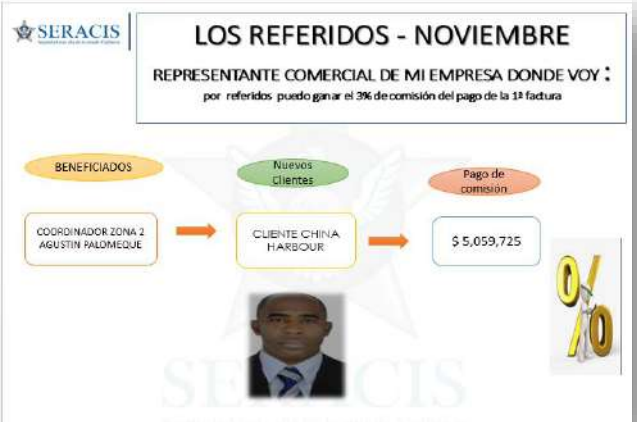 SERACIS
LOS REFERIDOS - NOVIEMBRE
REPRESENTANTE COMERCIAL DE MI EMPRESA DONDE VOY :
por referidos puedo ganar el 3% de comisión del pago de la 1ª factura
BENEFICIADOS
Nuevos
Clientes
Pago de
comisión
COORDINADOR ZONA 2
AGUSTIN PALOMEQUE
CLIENTE CHINA
HARBOUR
$ 5,059,725
%
SERACIS